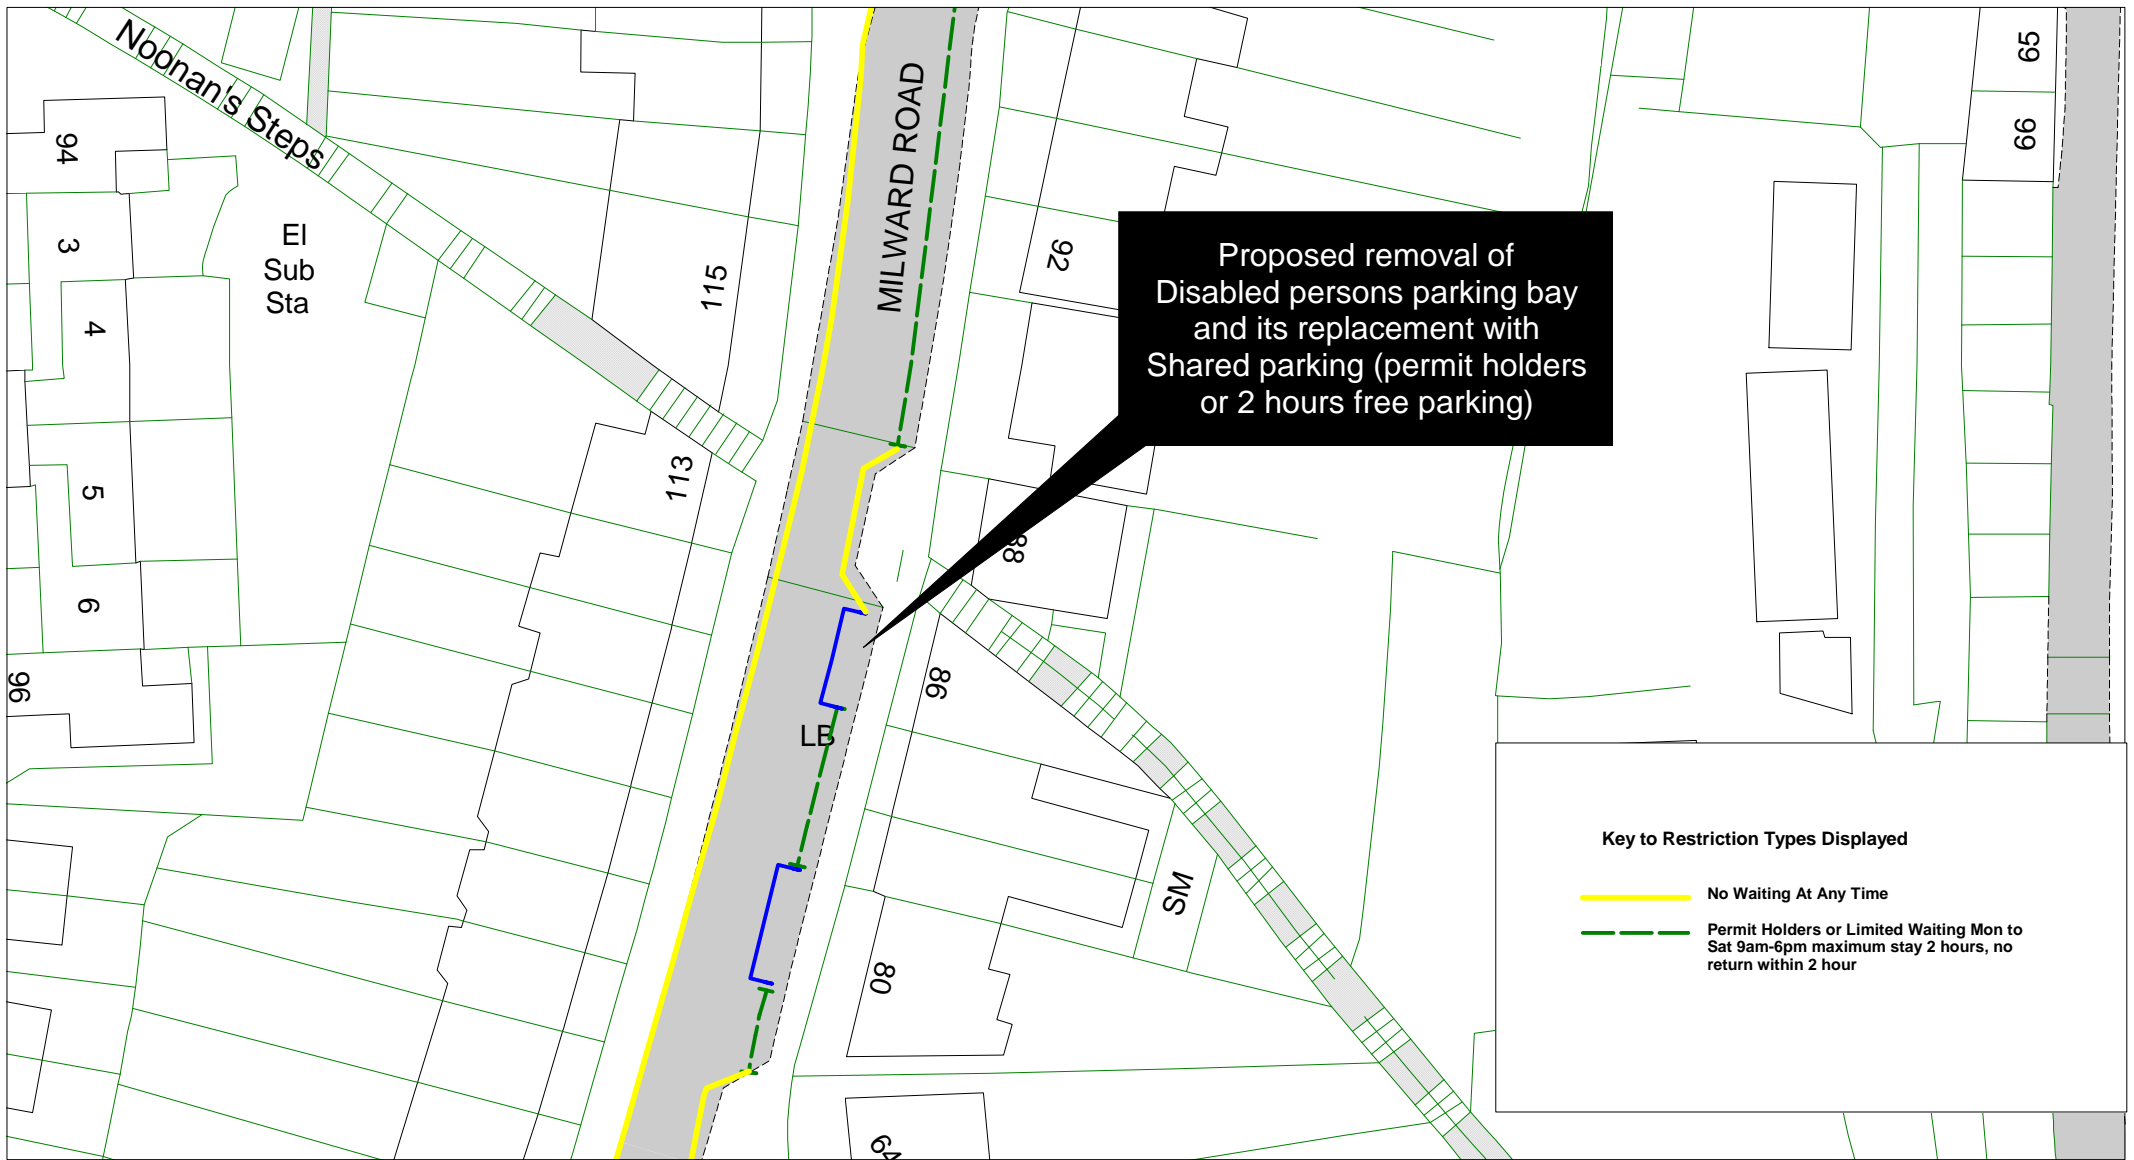 Noonan's Steps
94
3
4
5
6
96
El
Sub
Sta
115
113
MILWARD ROAD
92
88
86
80
64
LB
SM
65
66
Proposed removal of
Disabled persons parking bay
and its replacement with
Shared parking (permit holders
or 2 hours free parking)
Key to Restriction Types Displayed
No Waiting At Any Time
Permit Holders or Limited Waiting Mon to
Sat 9am-6pm maximum stay 2 hours, no
return within 2 hour